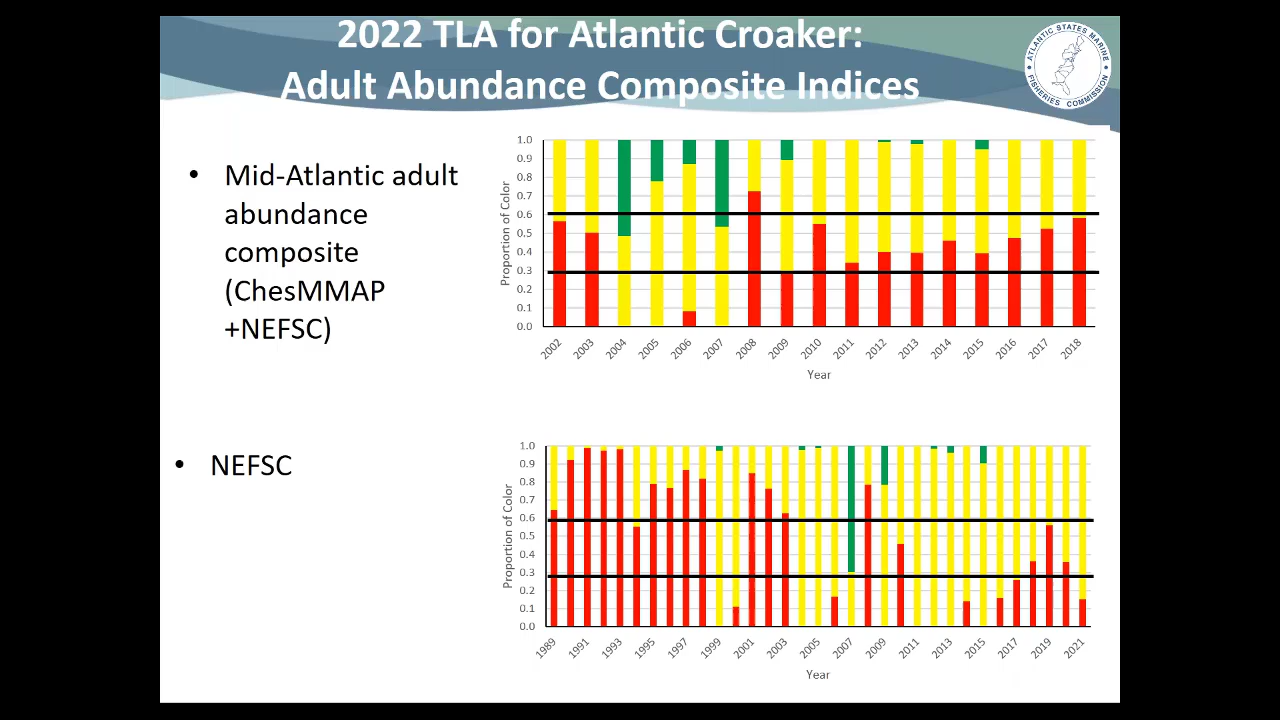 2022 TLA for Atlantic Croaker:
Adult Abundance Composite Indices
ATLANTIC STATES MARINE
FISHERIES COMMISSION
• Mid-Atlantic adult
abundance
composite
(ChesMMAP
+NEFSC)
Proportion of Color
1.0
0.9
0.8
0.7
0.6
0.5
0.4
0.3
0.2
0.1
0.0
2002 2003 2004 2005 2006 2007 2008 2009 2010 2011 2012 2013 2014 2015 2016 2017 2018
Year
• NEFSC
Proportion of Color
1.0
0.9
0.8
0.7
0.6
0.5
0.4
0.3
0.2
0.1
0.0
1989 1991 1993 1995 1997 1999 2001 2003 2005 2007 2009 2011 2013 2015 2017 2019 2021
Year